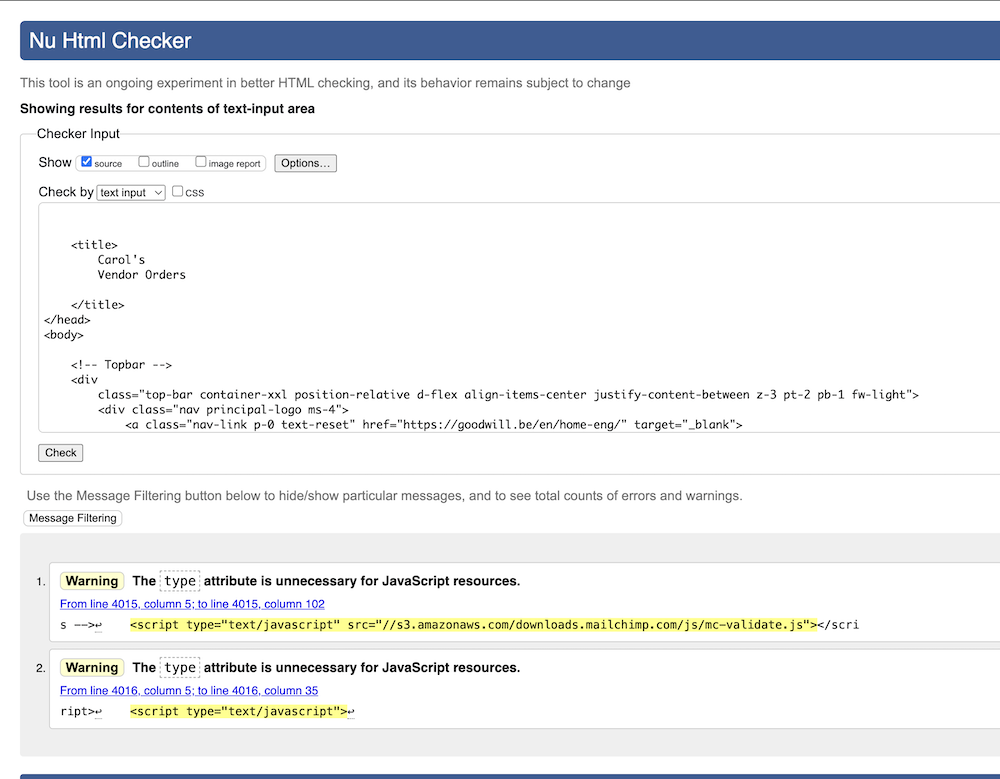 Nu Html Checker
This tool is an ongoing experiment in better HTML checking, and its behavior remains subject to change
Showing results for contents of text-input area
Checker Input
Show source outline image report Options...
Check by text input css
<title>
Carol's
Vendor Orders
</title>
</head>
<body>
<!-- Topbar -->
<div
class="top-bar container-xxl position-relative d-flex align-items-center justify-content-between z-3 pt-2 pb-1 fw-light">
<div class="nav principal-logo ms-4">
<a class="nav-link p-0 text-reset" href="https://goodwill.be/en/home-eng/" target="_blank">
Check
Use the Message Filtering button below to hide/show particular messages, and to see total counts of errors and warnings.
Message Filtering
1. Warning The type attribute is unnecessary for JavaScript resources.
From line 4015, column 5; to line 4015, column 102
s -->↩ <script type="text/javascript" src="//s3.amazonaws.com/downloads.mailchimp.com/js/mc-validate.js"></scri
2. Warning The type attribute is unnecessary for JavaScript resources.
From line 4016, column 5; to line 4016, column 35
ript>↩ <script type="text/javascript">↩